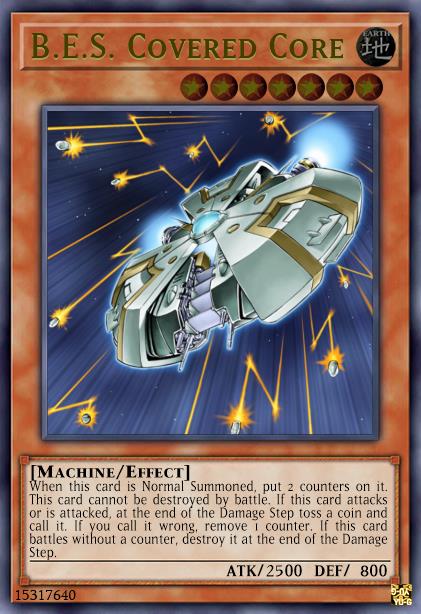 B.E.S. Covered Core
EARTH
地
[Machine/Effect]
When this card is Normal Summoned, put 2 counters on it.
This card cannot be destroyed by battle. If this card attacks
or is attacked, at the end of the Damage Step toss a coin and
call it. If you call it wrong, remove 1 counter. If this card
battles without a counter, destroy it at the end of the Damage
Step.
ATK/2500 DEF/ 800
15317640